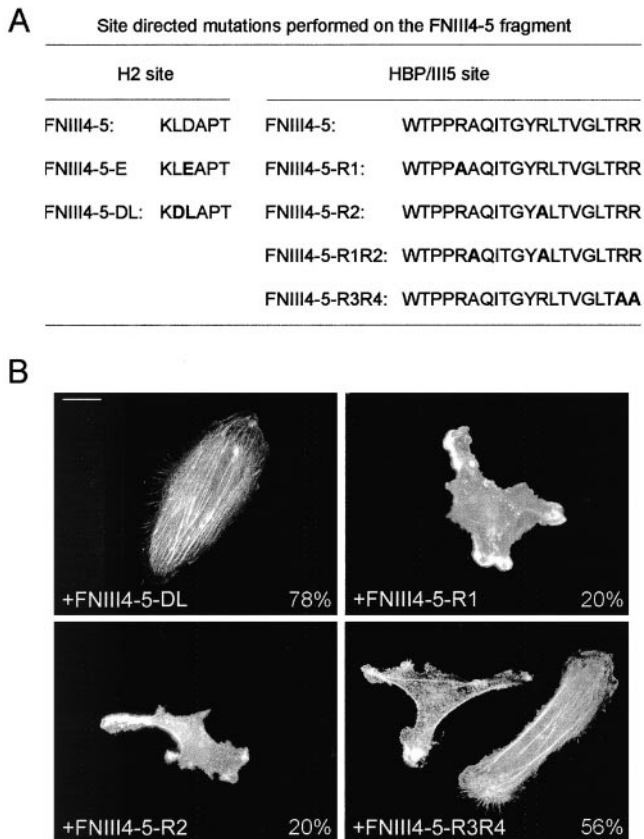 A
Site directed mutations performed on the FNIII4-5 fragment
H2 site HBP/III5 site
FNIII4-5: KLDAPT FNIII4-5: WTPPRAQITGYRLTVGLTRR
FNIII4-5-E KLEAPT FNIII4-5-R1: WTPPAAQITGYRLTVGLTRR
FNIII4-5-DL: KDLAPT FNIII4-5-R2: WTPPRAQITGYALTVGLTRR
FNIII4-5-R1R2: WTPPRAQITGYALTVGLTRR
FNIII4-5-R3R4: WTPPRAQITGYRLTVGLTAA
B
+FNIII4-5-DL 78%
+FNIII4-5-R1 20%
+FNIII4-5-R2 20%
+FNIII4-5-R3R4 56%